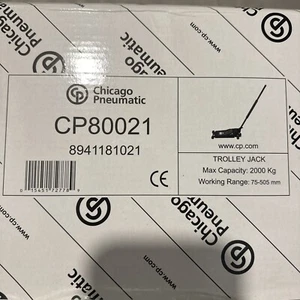 Chicago
Pneumatic
www.cp.com
Chicago
Pneumatic
CP80021
8941181021
www.cp.com
TROLLEY JACK
Max Capacity: 2000 Kg
Working Range: 75-505 mm
CE
Chicago
Pneumatic
www.cp.com